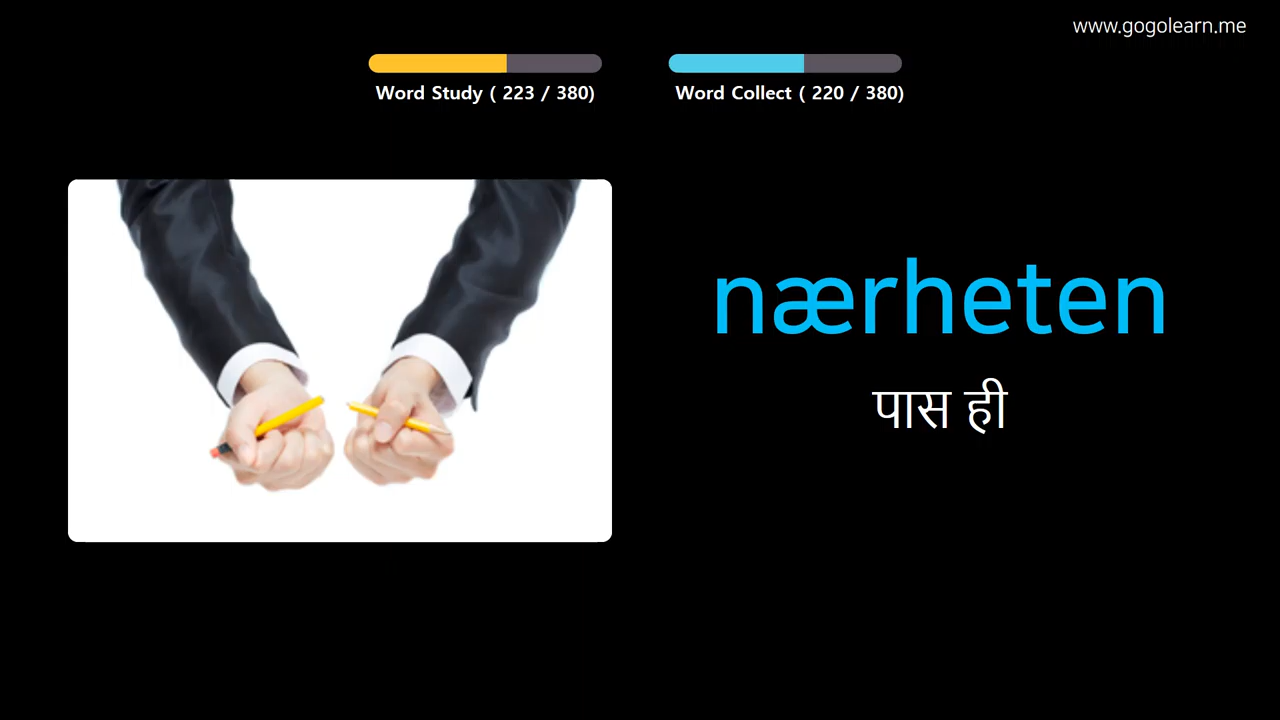 www.gogolearn.me
Word Study ( 223 / 380)
Word Collect ( 220 / 380)
nærheten
पास ही